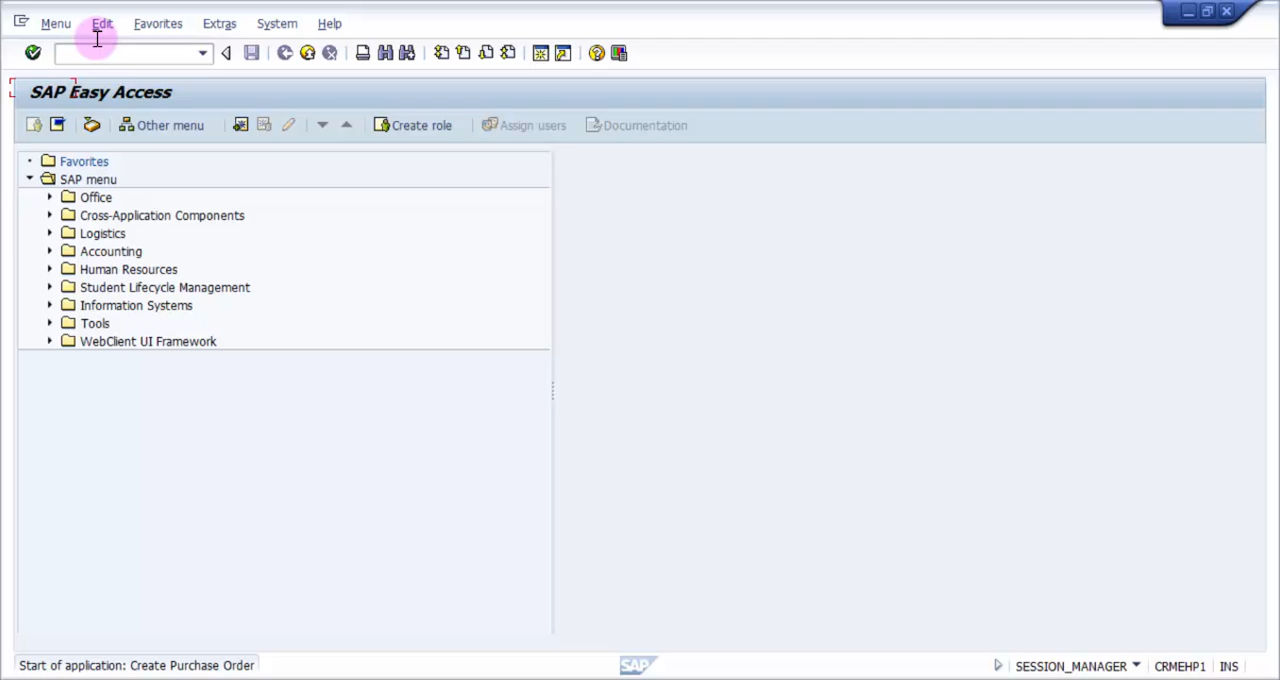 Menu Edit Favorites Extras System Help
SAP Easy Access
Other menu Create role Assign users Documentation
Favorites
SAP menu
Office
Cross-Application Components
Logistics
Accounting
Human Resources
Student Lifecycle Management
Information Systems
Tools
WebClient UI Framework
Start of application: Create Purchase Order SAP SESSION_MANAGER CRMEHP1 INS